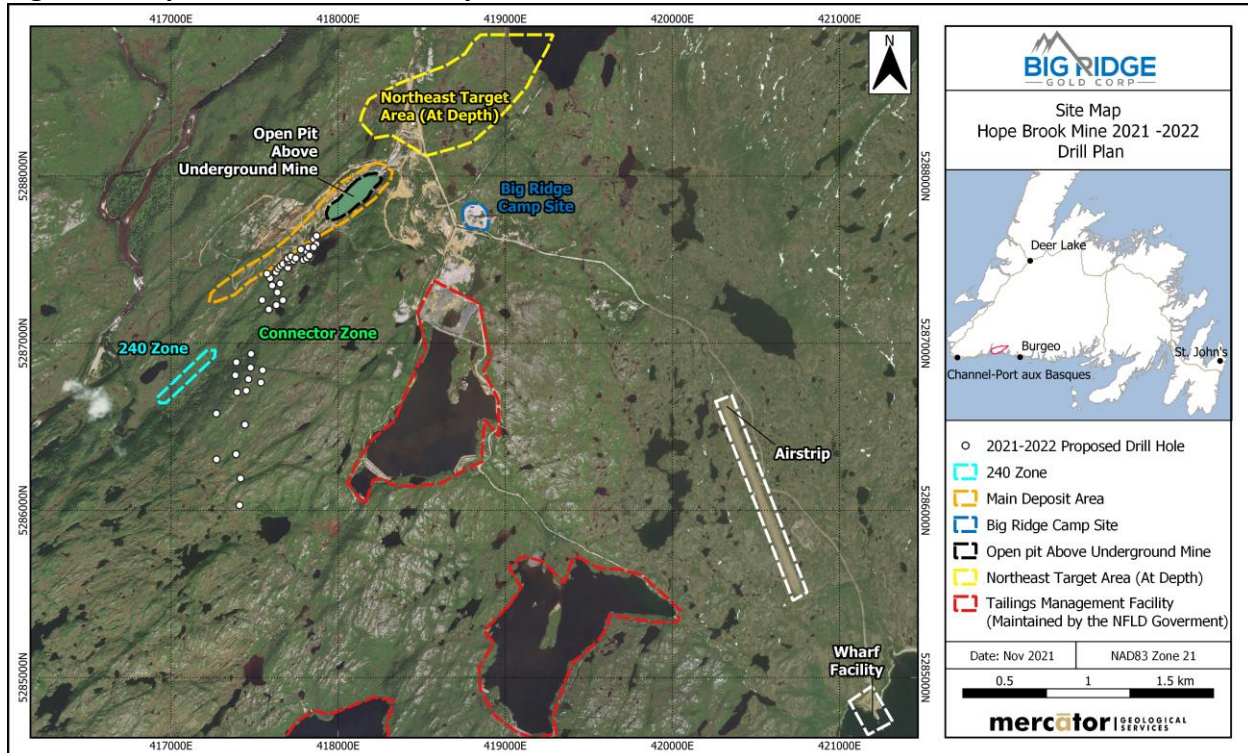 417000E
418000E
419000E
420000E
421000E
N
Northeast Target
Area (At Depth)
Open Pit
Above
Underground Mine
5288000N
5288000N
Big Ridge
Camp Site
Connector Zone
5287000N
5287000N
240 Zone
Airstrip
5286000N
5286000N
Wharf
Facility
5285000N
5285000N
417000E
418000E
419000E
420000E
421000E
BIG RIDGE
GOLD CORP
Site Map
Hope Brook Mine 2021 -2022
Drill Plan
Deer Lake
Burgeo
St. John's
Channel-Port aux Basques
2021-2022 Proposed Drill Hole
240 Zone
Main Deposit Area
Big Ridge Camp Site
Open pit Above Underground Mine
Northeast Target Area (At Depth)
Tailings Management Facility
(Maintained by the NFLD Goverment)
Date: Nov 2021
NAD83 Zone 21
0.5 1 1.5 km
mercātor GEOLOGICAL
SERVICES